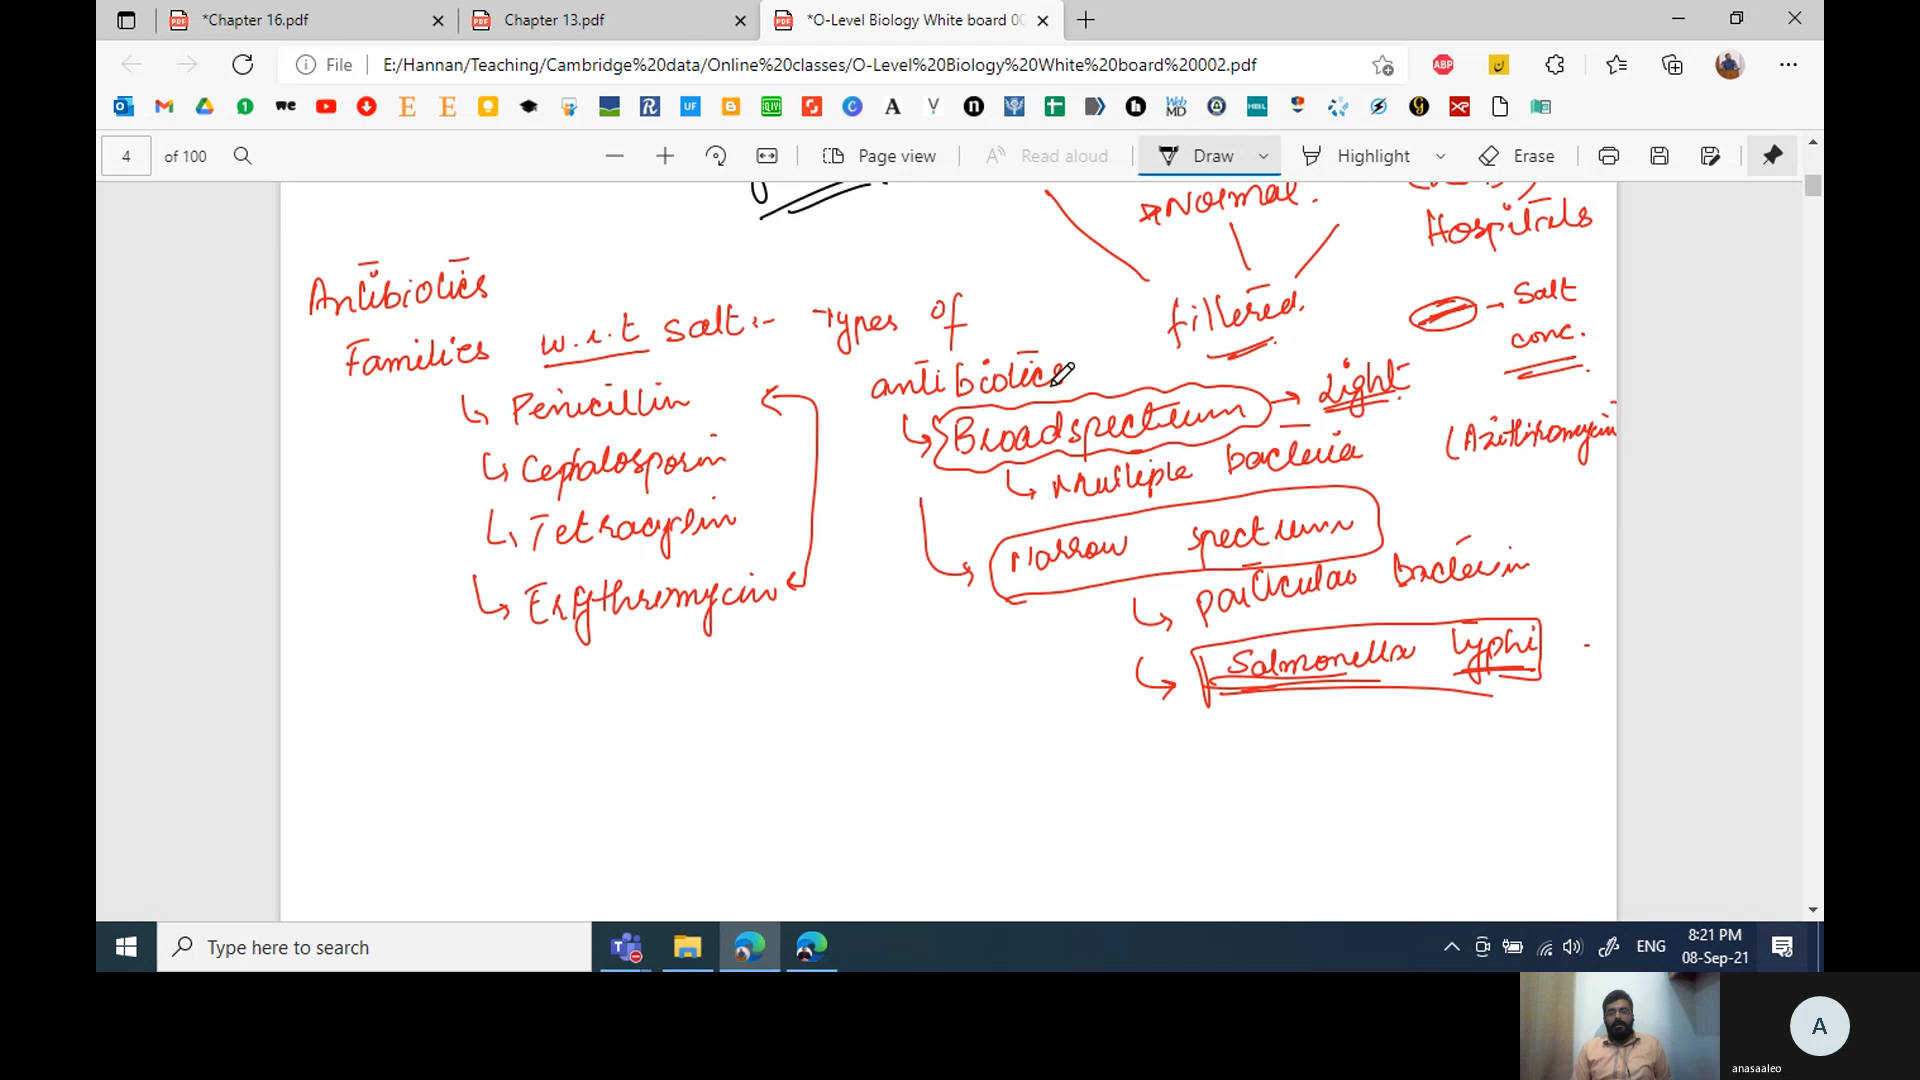 *Chapter 16.pdf
Chapter 13.pdf
*O-Level Biology White board 00
File
E:/Hannan/Teaching/Cambridge%20data/Online%20classes/O-Level%20Biology%20White%20board%20002.pdf
4 of 100
Page view
Read aloud
Draw
Highlight
Erase
Normal.
Hospitals
filtered.
Salt
conc.
Antibiotics
Families w.r.t salt:- Types of
antibiotics
Penicillin
Broadspectrum → Light
Multiple bacteria
(Azithromycin
Cephalosporin
Tetracyclin
Narrow spectrum
Erythromycin
particular bacteria
Salmonella typhi
Type here to search
ENG
8:21 PM
08-Sep-21
A
anasaaleo